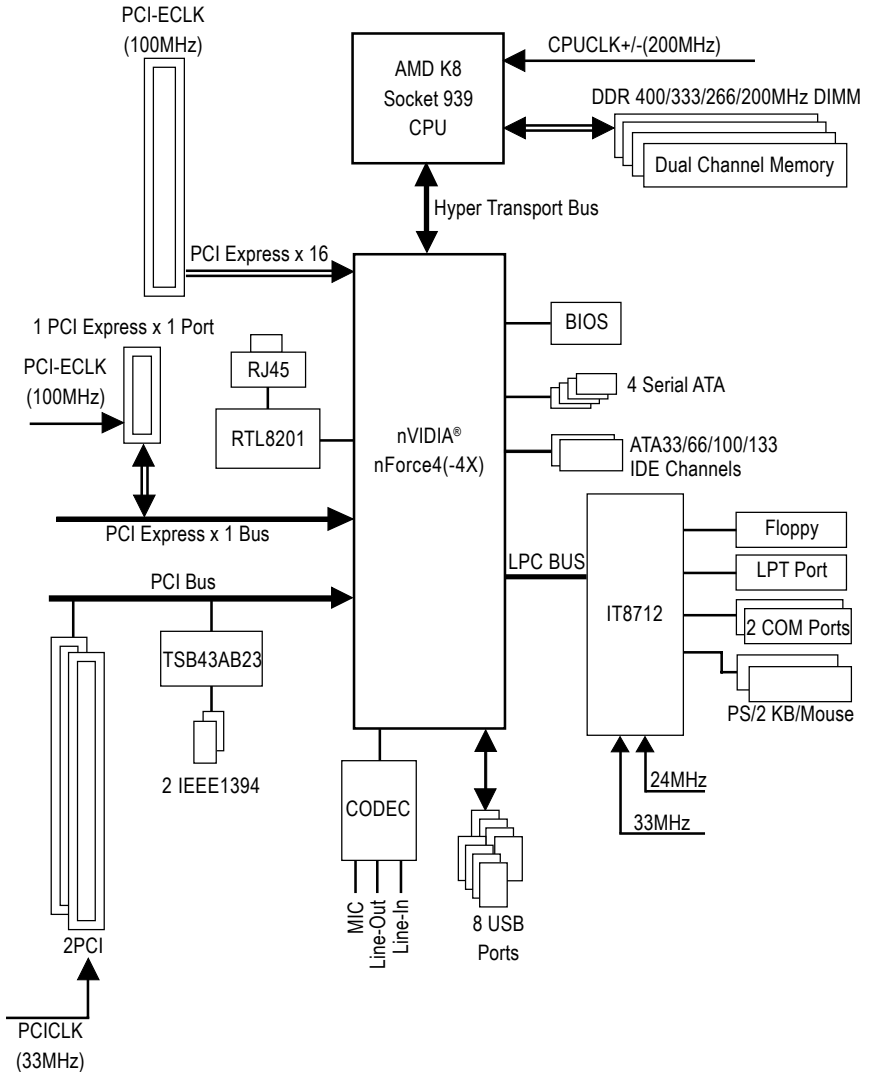 PCI-ECLK
(100MHz)
AMD K8
Socket 939
CPU
CPUCLK+/-(200MHz)
DDR 400/333/266/200MHz DIMM
Dual Channel Memory
Hyper Transport Bus
PCI Express x 16
1 PCI Express x 1 Port
PCI-ECLK
(100MHz)
RJ45
RTL8201
nVIDIA®
nForce4(-4X)
BIOS
4 Serial ATA
ATA33/66/100/133
IDE Channels
PCI Express x 1 Bus
LPC BUS
IT8712
Floppy
LPT Port
2 COM Ports
PS/2 KB/Mouse
PCI Bus
TSB43AB23
2 IEEE1394
24MHz
33MHz
CODEC
MIC
Line-Out
Line-In
8 USB
Ports
2PCI
PCICLK
(33MHz)